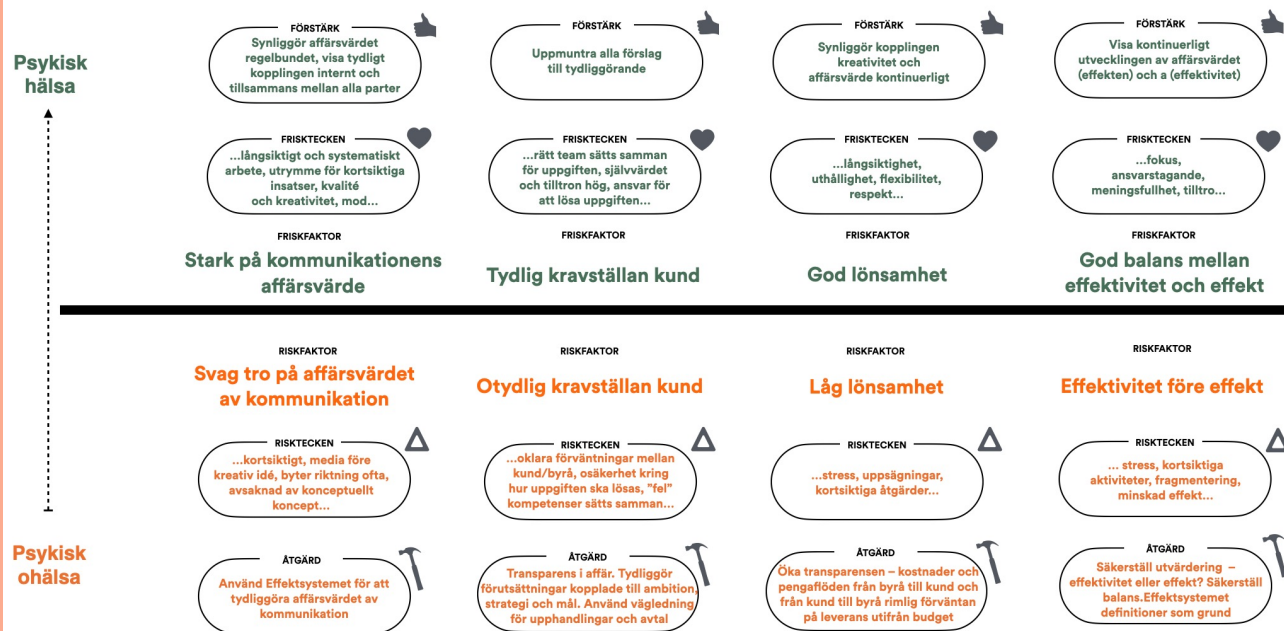 Psykisk
hälsa
FÖRSTÄRK
Synliggör affärsvärdet
regelbundet, visa tydligt
kopplingen internt och
tillsammans mellan alla parter
FÖRSTÄRK
Uppmuntra alla förslag
till tydliggörande
FÖRSTÄRK
Synliggör kopplingen
kreativitet och
affärsvärde kontinuerligt
FÖRSTÄRK
Visa kontinuerligt
utvecklingen av affärsvärdet
(effekten) och a (effektivitet)
FRISKTECKEN
...långsiktigt och systematiskt
arbete, utrymme för kortsiktiga
insatser, kvalité
och kreativitet, mod...
FRISKTECKEN
...rätt team sätts samman
för uppgiften, självvärdet
och tilltron hög, ansvar för
att lösa uppgiften...
FRISKTECKEN
...långsiktighet,
uthållighet, flexibilitet,
respekt...
FRISKTECKEN
...fokus,
ansvarstagande,
meningsfullhet, tilltro...
FRISKFAKTOR
Stark på kommunikationens
affärsvärde
FRISKFAKTOR
Tydlig kravställan kund
FRISKFAKTOR
God lönsamhet
FRISKFAKTOR
God balans mellan
effektivitet och effekt
RISKFAKTOR
Svag tro på affärsvärdet
av kommunikation
RISKFAKTOR
Otydlig kravställan kund
RISKFAKTOR
Låg lönsamhet
RISKFAKTOR
Effektivitet före effekt
RISKTECKEN
...kortsiktigt, media före
kreativ idé, byter riktning ofta,
avsaknad av konceptuellt
koncept...
RISKTECKEN
...oklara förväntningar mellan
kund/byrå, osäkerhet kring
hur uppgiften ska lösas, "fel"
kompetenser sätts samman...
RISKTECKEN
...stress, uppsägningar,
kortsiktiga åtgärder...
RISKTECKEN
... stress, kortsiktiga
aktiviteter, fragmentering,
minskad effekt...
Psykisk
ohälsa
ÅTGÄRD
Använd Effektsystemet för att
tydliggöra affärsvärdet av
kommunikation
ÅTGÄRD
Transparens i affär. Tydliggör
förutsättningar kopplade till ambition,
strategi och mål. Använd vägledning
för upphandlingar och avtal
ÅTGÄRD
Öka transparensen – kostnader och
pengaflöden från byrå till kund och
från kund till byrå rimlig förväntan
på leverans utifrån budget
ÅTGÄRD
Säkerställ utvärdering –
effektivitet eller effekt? Säkerställ
balans.Effektsystemet
definitioner som grund